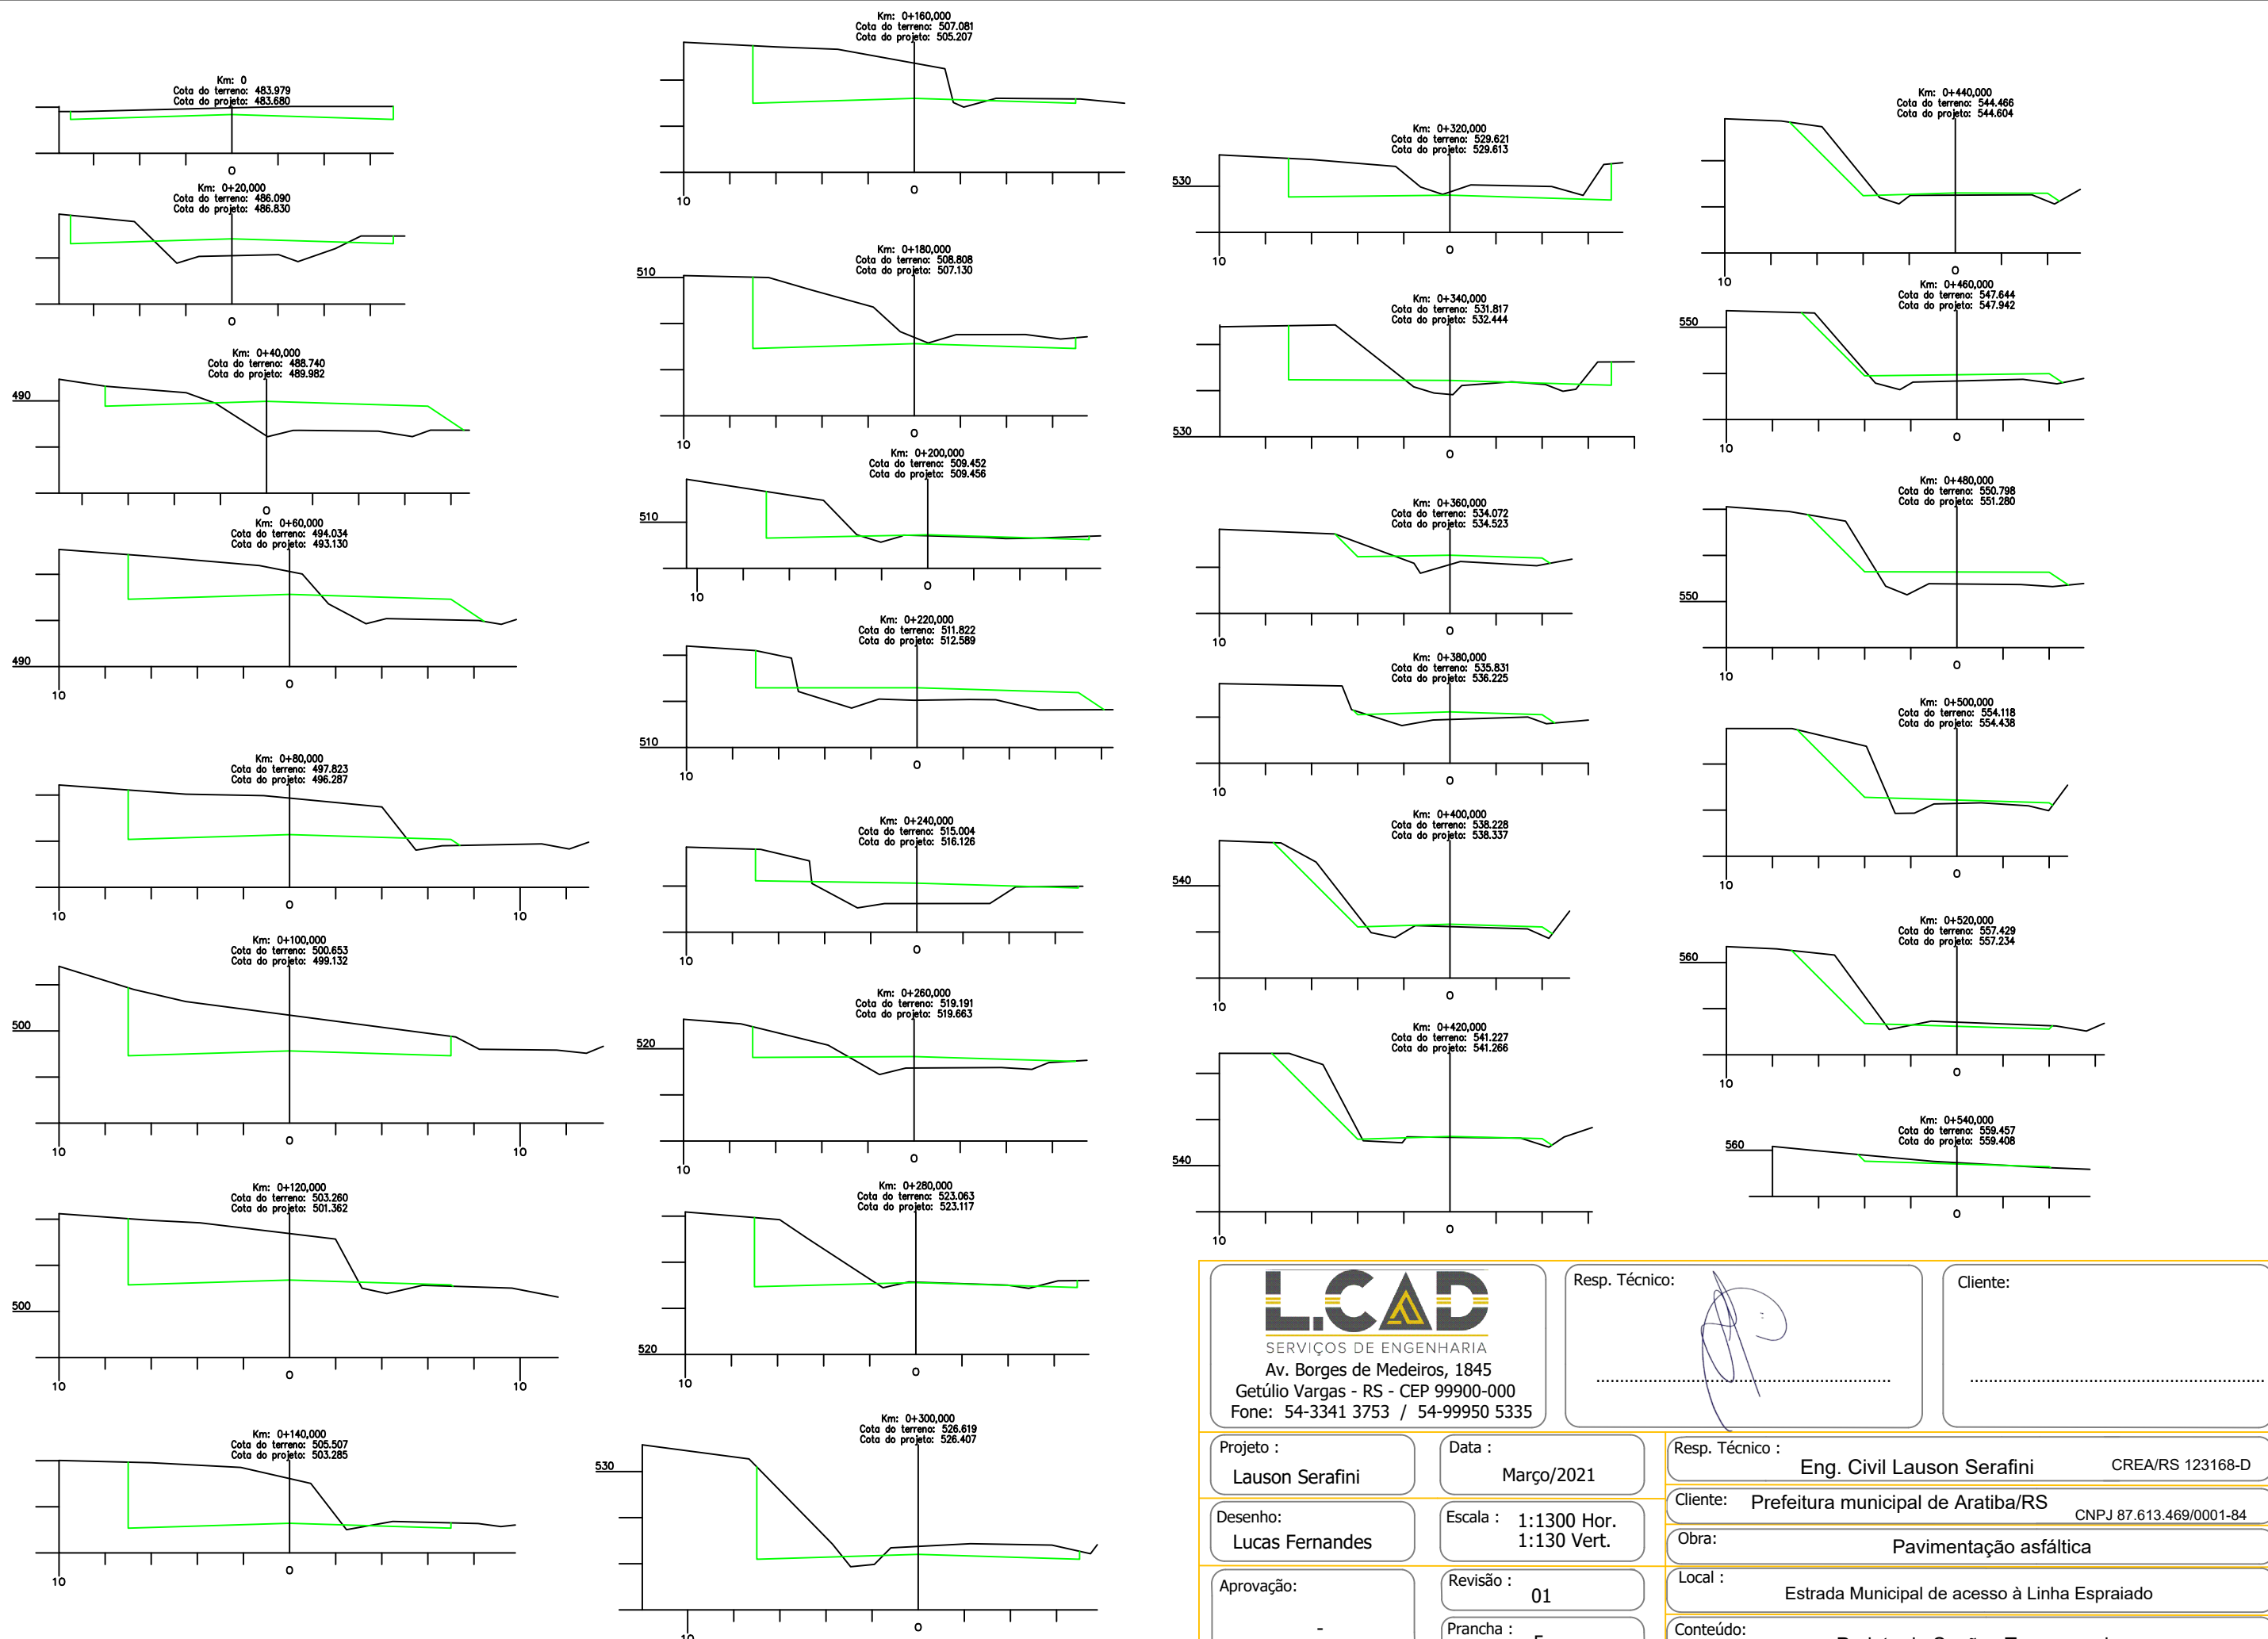 Km: 0
Cota do terreno: 483.979
Cota do projeto: 483.680
0
Km: 0+20,000
Cota do terreno: 486.090
Cota do projeto: 486.830
0
Km: 0+40,000
Cota do terreno: 488.740
Cota do projeto: 489.982
490
0
Km: 0+60,000
Cota do terreno: 494.034
Cota do projeto: 493.130
490
10
0
Km: 0+80,000
Cota do terreno: 497.823
Cota do projeto: 496.287
10
0
10
Km: 0+100,000
Cota do terreno: 500.653
Cota do projeto: 499.132
500
10
0
10
Km: 0+120,000
Cota do terreno: 503.260
Cota do projeto: 501.362
500
10
0
10
Km: 0+140,000
Cota do terreno: 505.507
Cota do projeto: 503.285
10
0
Km: 0+160,000
Cota do terreno: 507.081
Cota do projeto: 505.207
10
0
Km: 0+180,000
Cota do terreno: 508.808
Cota do projeto: 507.130
510
10
0
Km: 0+200,000
Cota do terreno: 509.452
Cota do projeto: 509.456
510
10
0
Km: 0+220,000
Cota do terreno: 511.822
Cota do projeto: 512.589
510
10
0
Km: 0+240,000
Cota do terreno: 515.004
Cota do projeto: 516.126
10
0
Km: 0+260,000
Cota do terreno: 519.191
Cota do projeto: 519.663
520
10
0
Km: 0+280,000
Cota do terreno: 523.063
Cota do projeto: 523.117
520
10
0
Km: 0+300,000
Cota do terreno: 526.619
Cota do projeto: 526.407
530
10
0
Km: 0+320,000
Cota do terreno: 529.621
Cota do projeto: 529.613
530
10
0
Km: 0+340,000
Cota do terreno: 531.817
Cota do projeto: 532.444
530
0
Km: 0+360,000
Cota do terreno: 534.072
Cota do projeto: 534.523
10
0
Km: 0+380,000
Cota do terreno: 535.831
Cota do projeto: 536.225
10
0
Km: 0+400,000
Cota do terreno: 538.228
Cota do projeto: 538.337
540
10
0
Km: 0+420,000
Cota do terreno: 541.227
Cota do projeto: 541.266
540
10
0
Km: 0+440,000
Cota do terreno: 544.466
Cota do projeto: 544.604
10
0
Km: 0+460,000
Cota do terreno: 547.644
Cota do projeto: 547.942
550
10
0
Km: 0+480,000
Cota do terreno: 550.798
Cota do projeto: 551.280
550
10
0
Km: 0+500,000
Cota do terreno: 554.118
Cota do projeto: 554.438
10
0
Km: 0+520,000
Cota do terreno: 557.429
Cota do projeto: 557.234
560
10
0
Km: 0+540,000
Cota do terreno: 559.457
Cota do projeto: 559.408
560
0
L.CAD
SERVIÇOS DE ENGENHARIA
Av. Borges de Medeiros, 1845
Getúlio Vargas - RS - CEP 99900-000
Fone: 54-3341 3753 / 54-99950 5335
Resp. Técnico:
Cliente:
Projeto :
Lauson Serafini
Data :
Março/2021
Resp. Técnico :
Eng. Civil Lauson Serafini CREA/RS 123168-D
Cliente: Prefeitura municipal de Aratiba/RS CNPJ 87.613.469/0001-84
Desenho:
Lucas Fernandes
Escala : 1:1300 Hor.
1:130 Vert.
Obra: Pavimentação asfáltica
Aprovação:
-
Revisão :
01
Local :
Estrada Municipal de acesso à Linha Espraiado
Prancha :
Conteúdo: